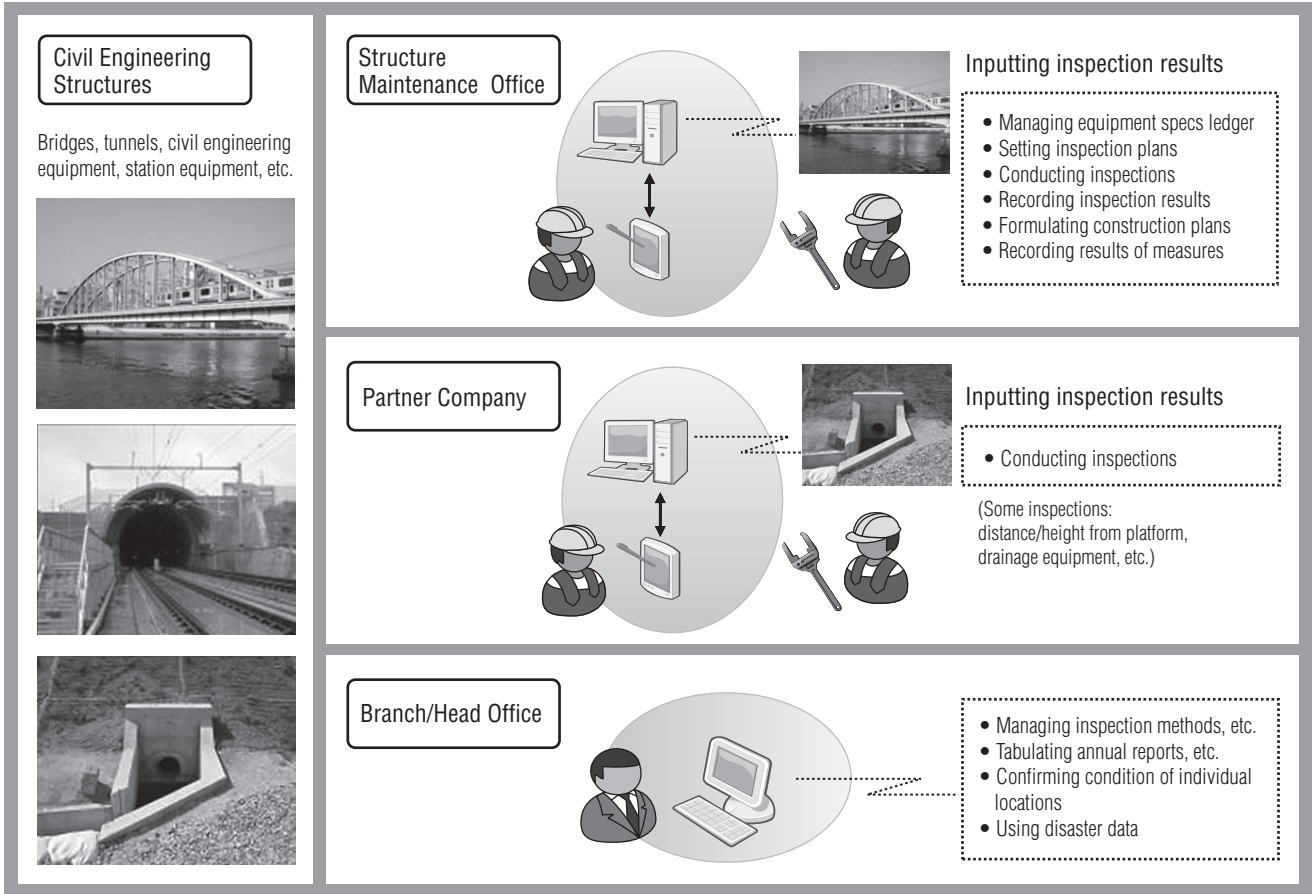 Civil Engineering
Structures
Bridges, tunnels, civil engineering
equipment, station equipment, etc.
Structure
Maintenance Office
Inputting inspection results
• Managing equipment specs ledger
• Setting inspection plans
• Conducting inspections
• Recording inspection results
• Formulating construction plans
• Recording results of measures
Partner Company
Inputting inspection results
• Conducting inspections
(Some inspections:
distance/height from platform,
drainage equipment, etc.)
Branch/Head Office
• Managing inspection methods, etc.
• Tabulating annual reports, etc.
• Confirming condition of individual
locations
• Using disaster data